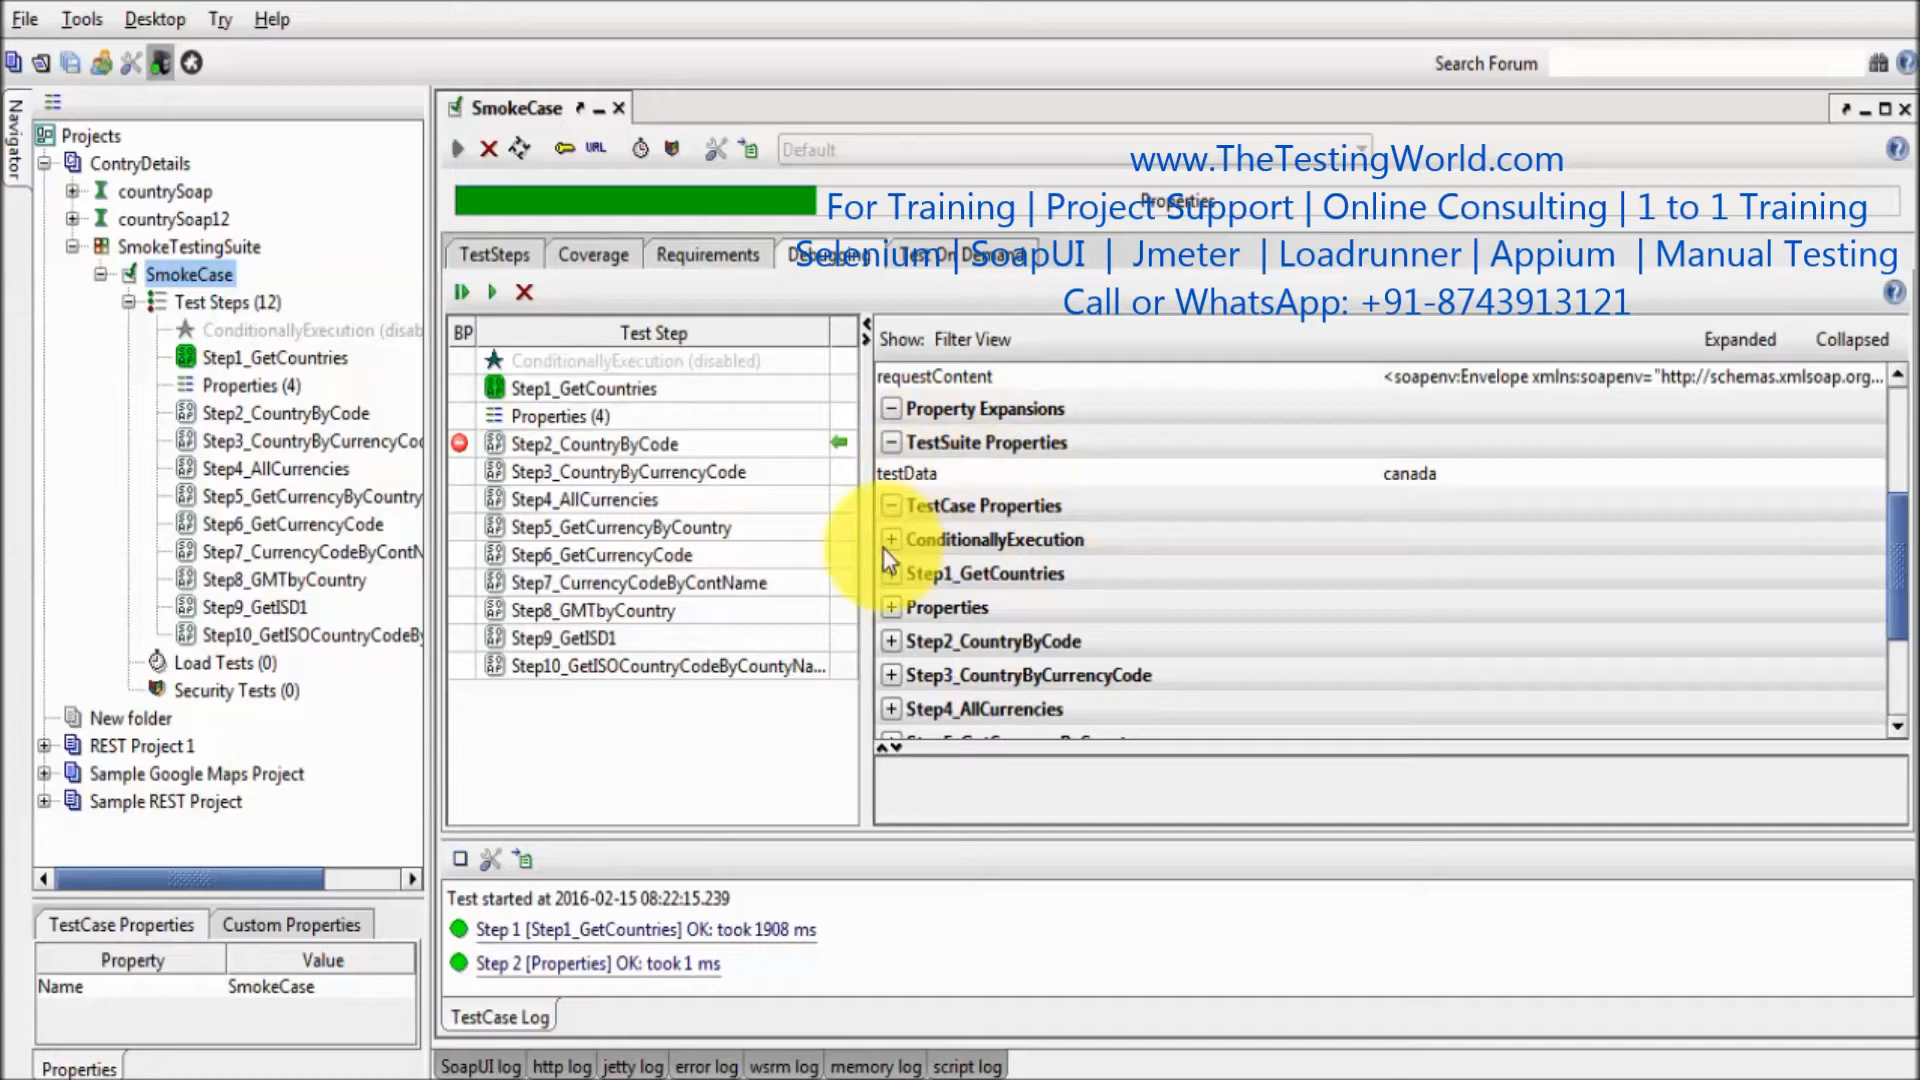 File Tools Desktop Try Help
Search Forum
Navigator
Projects
ContryDetails
countrySoap
countrySoap12
SmokeTestingSuite
SmokeCase
Test Steps (12)
ConditionallyExecution (disab
Step1_GetCountries
Properties (4)
Step2_CountryByCode
Step3_CountryByCurrencyCo
Step4_AllCurrencies
Step5_GetCurrencyByCountry
Step6_GetCurrencyCode
Step7_CurrencyCodeByContN
Step8_GMTbyCountry
Step9_GetISD1
Step10_GetISOCountryCodeBy
Load Tests (0)
Security Tests (0)
New folder
REST Project 1
Sample Google Maps Project
Sample REST Project
TestCase Properties Custom Properties
Property Value
Name SmokeCase
Properties
SmokeCase
URL Default
Properties
www.TheTestingWorld.com
For Training | Project Support | Online Consulting | 1 to 1 Training
Selenium | SoapUI | Jmeter | Loadrunner | Appium | Manual Testing
Call or WhatsApp: +91-8743913121
TestSteps Coverage Requirements Debugging Test On Demand
BP Test Step
ConditionallyExecution (disabled)
Step1_GetCountries
Properties (4)
Step2_CountryByCode
Step3_CountryByCurrencyCode
Step4_AllCurrencies
Step5_GetCurrencyByCountry
Step6_GetCurrencyCode
Step7_CurrencyCodeByContName
Step8_GMTbyCountry
Step9_GetISD1
Step10_GetISOCountryCodeByCountyNa...
Show: Filter View Expanded Collapsed
requestContent <soapenv:Envelope xmlns:soapenv="http://schemas.xmlsoap.org...
Property Expansions
TestSuite Properties
testData canada
TestCase Properties
ConditionallyExecution
Step1_GetCountries
Properties
Step2_CountryByCode
Step3_CountryByCurrencyCode
Step4_AllCurrencies
Test started at 2016-02-15 08:22:15.239
Step 1 [Step1_GetCountries] OK: took 1908 ms
Step 2 [Properties] OK: took 1 ms
TestCase Log
SoapUI log http log jetty log error log wsrm log memory log script log